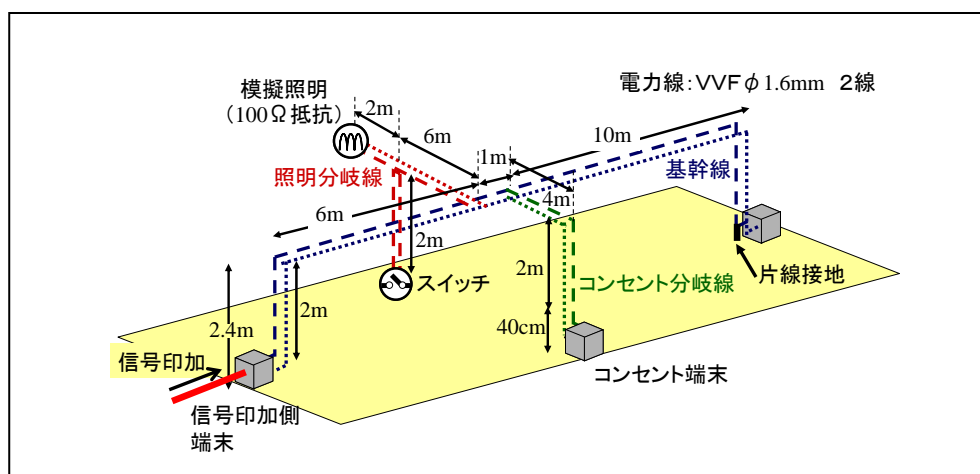 模擬照明
（100Ω抵抗）
2m
6m
電力線：VVFφ1.6mm 2線
10m
1m
照明分岐線
基幹線
6m
4m
2m
スイッチ
2m
コンセント分岐線
片線接地
2m
2.4m
40cm
信号印加
コンセント端末
信号印加側
端末